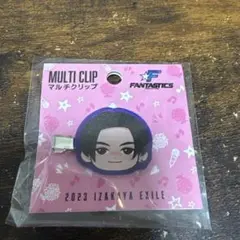 MULTI CLIP
マルチクリップ
FANTASTICS
2023 IZAKAYA EXILE